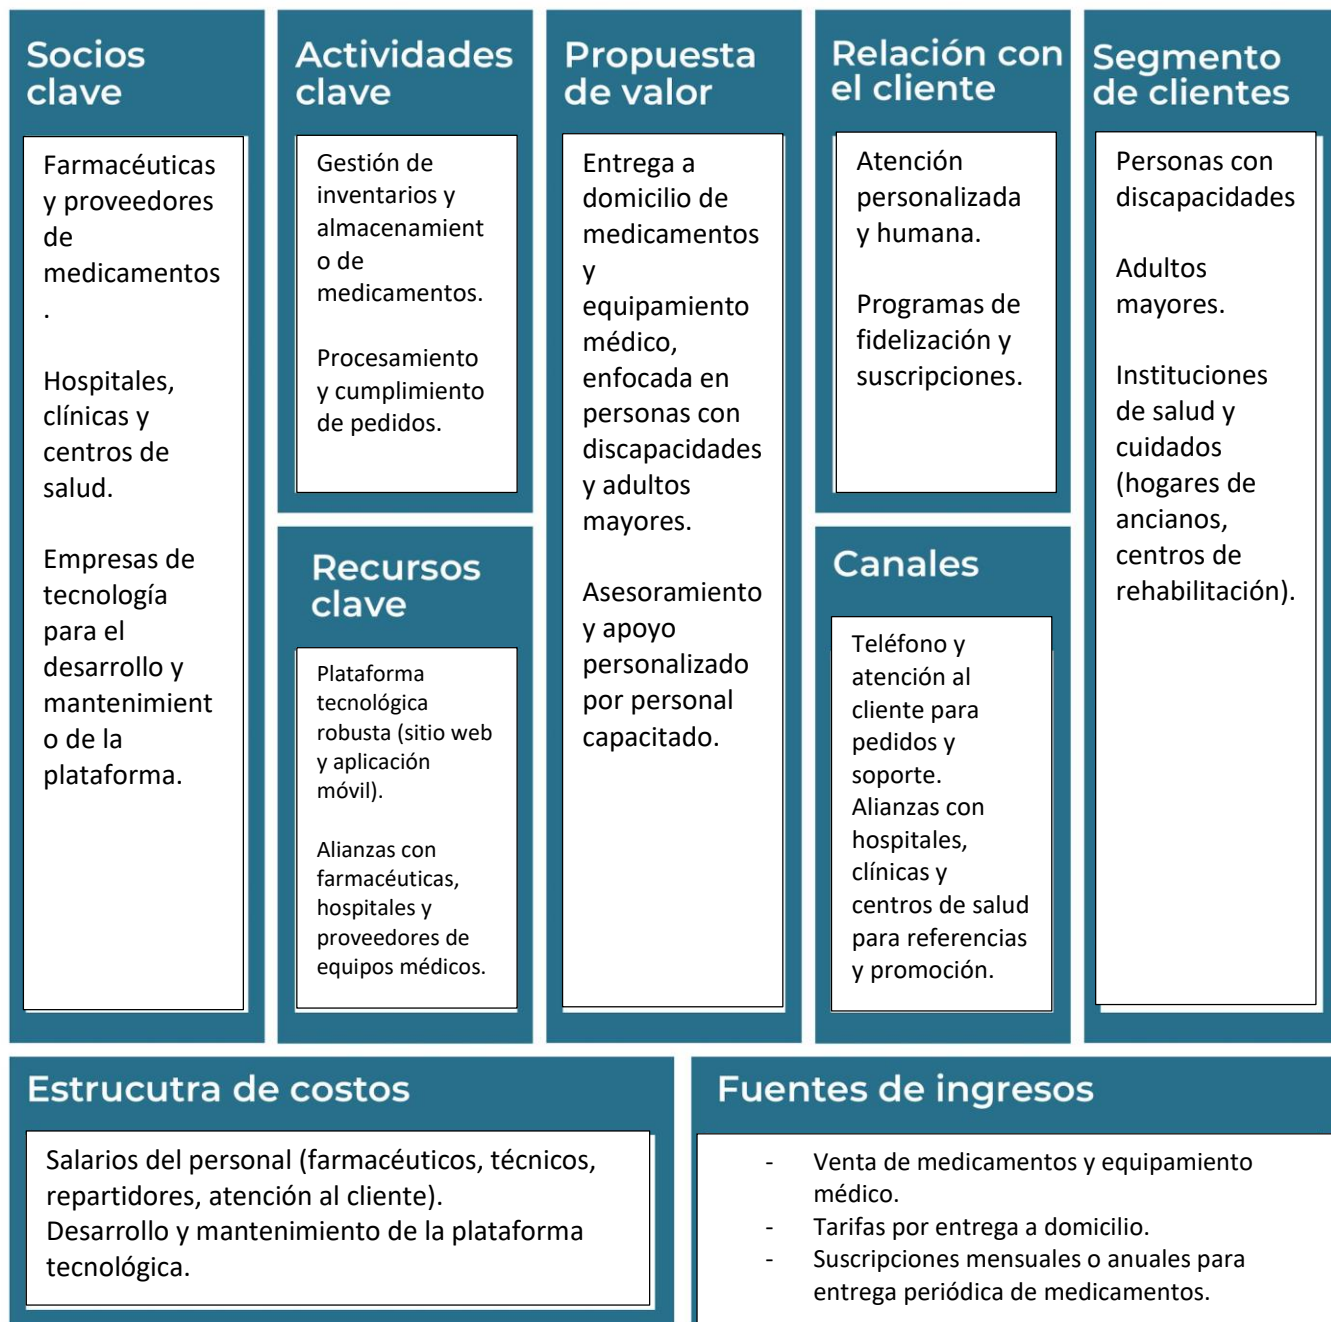 Socios
clave
Farmacéuticas
y proveedores
de
medicamentos
.
Hospitales,
clínicas y
centros de
salud.
Empresas de
tecnología
para el
desarrollo y
mantenimient
o de la
plataforma.
Actividades
clave
Gestión de
inventarios y
almacenamient
o de
medicamentos.
Procesamiento
y cumplimiento
de pedidos.
Recursos
clave
Plataforma
tecnológica
robusta (sitio web
y aplicación
móvil).
Alianzas con
farmacéuticas,
hospitales y
proveedores de
equipos médicos.
Propuesta
de valor
Entrega a
domicilio de
medicamentos
y
equipamiento
médico,
enfocada en
personas con
discapacidades
y adultos
mayores.
Asesoramiento
y apoyo
personalizado
por personal
capacitado.
Relación con
el cliente
Atención
personalizada
y humana.
Programas de
fidelización y
suscripciones.
Canales
Teléfono y
atención al
cliente para
pedidos y
soporte.
Alianzas con
hospitales,
clínicas y
centros de salud
para referencias
y promoción.
Segmento
de clientes
Personas con
discapacidades
Adultos
mayores.
Instituciones
de salud y
cuidados
(hogares de
ancianos,
centros de
rehabilitación).
Estrucutra de costos
Salarios del personal (farmacéuticos, técnicos,
repartidores, atención al cliente).
Desarrollo y mantenimiento de la plataforma
tecnológica.
Fuentes de ingresos
- Venta de medicamentos y equipamiento
médico.
- Tarifas por entrega a domicilio.
- Suscripciones mensuales o anuales para
entrega periódica de medicamentos.